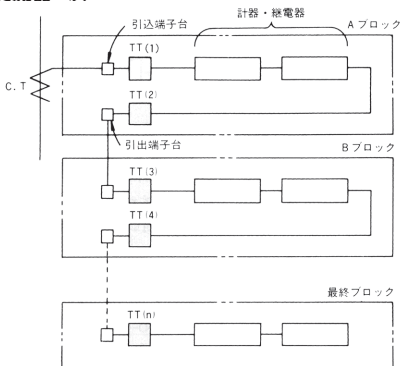 計器・継電器
Aブロック
引込端子台
TT(1)
C.T
TT(2)
引出端子台
Bブロック
TT(3)
TT(4)
最終ブロック
TT(n)